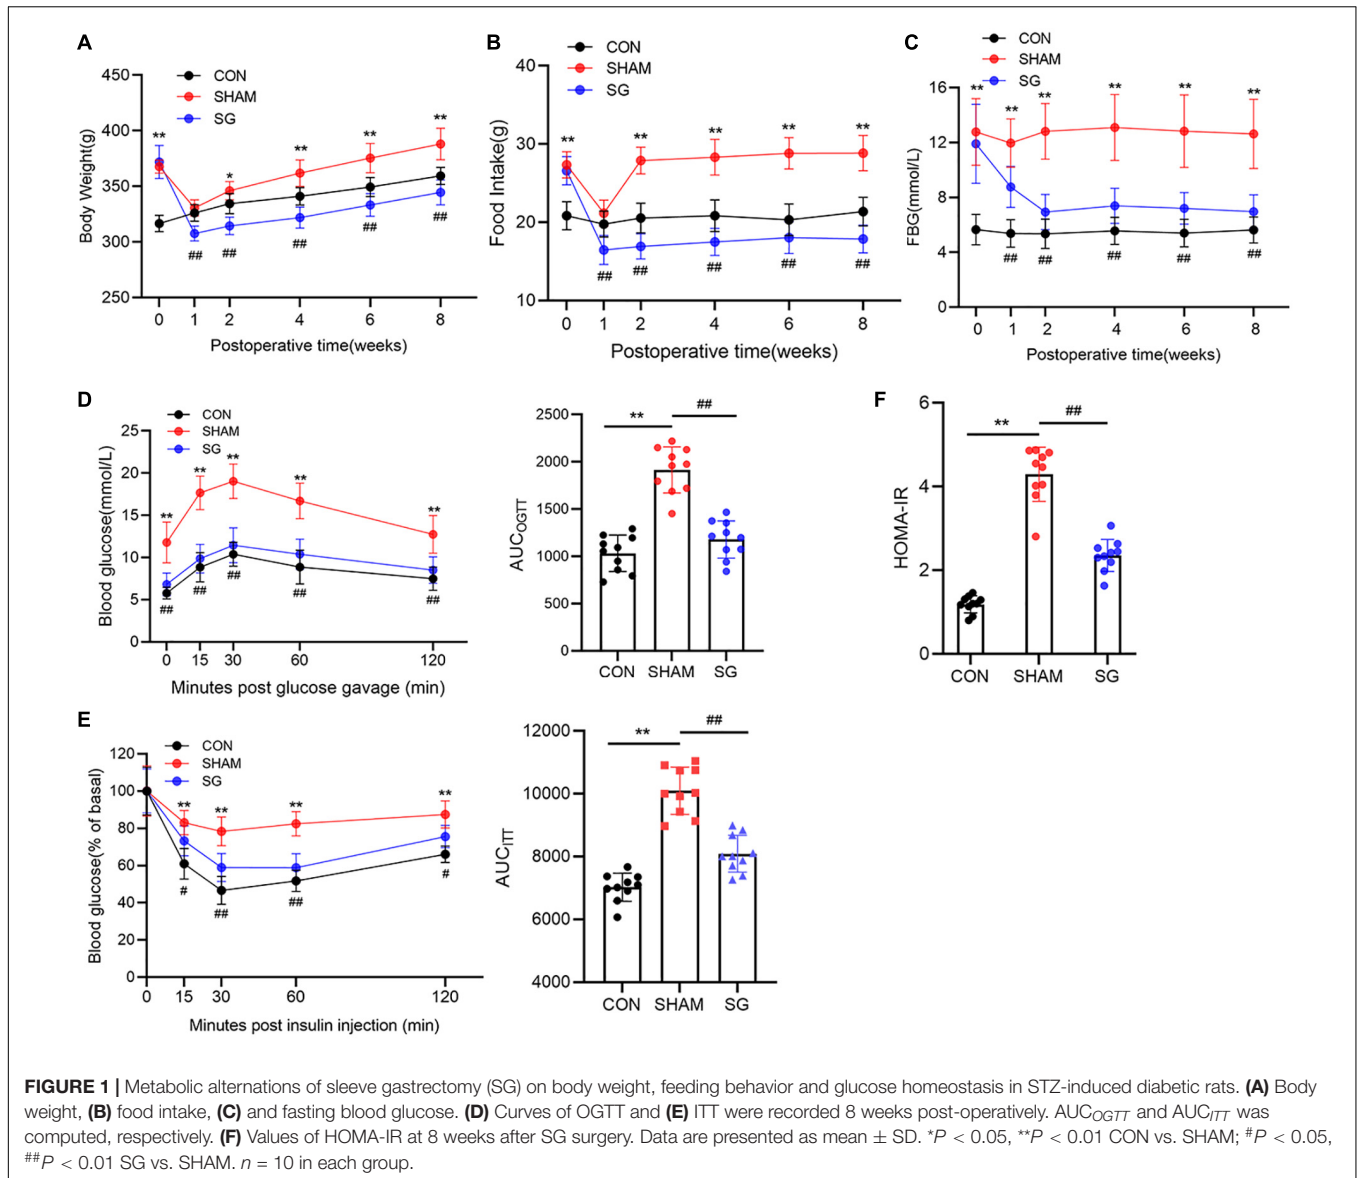 A
CON
SHAM
SG
Body Weight(g)
450
400
350
300
250
** * ** ** **
## ## ## ## ##
0 1 2 4 6 8
Postoperative time(weeks)
B
CON
SHAM
SG
Food Intake(g)
40
30
20
10
** ** ** ** **
## ## ## ## ##
0 1 2 4 6 8
Postoperative time(weeks)
C
CON
SHAM
SG
FBG(mmol/L)
16
12
8
4
0
** ** ** ** ** **
## ## ## ## ##
0 1 2 4 6 8
Postoperative time(weeks)
D
CON
SHAM
SG
Blood glucose(mmol/L)
25
20
15
10
5
0
** ** ** ** **
## ## ## ## ##
0 15 30 60 120
Minutes post glucose gavage (min)
AUCOGTT
2500
2000
1500
1000
500
0
** ##
CON SHAM SG
F
HOMA-IR
6
4
2
0
** ##
CON SHAM SG
E
CON
SHAM
SG
Blood glucose(% of basal)
120
100
80
60
40
20
0
** ** ** **
# ## ## #
0 15 30 60 120
Minutes post insulin injection (min)
AUCITT
12000
10000
8000
6000
4000
** ##
CON SHAM SG
FIGURE 1 | Metabolic alternations of sleeve gastrectomy (SG) on body weight, feeding behavior and glucose homeostasis in STZ-induced diabetic rats. (A) Body
weight, (B) food intake, (C) and fasting blood glucose. (D) Curves of OGTT and (E) ITT were recorded 8 weeks post-operatively. AUCOGTT and AUCITT was
computed, respectively. (F) Values of HOMA-IR at 8 weeks after SG surgery. Data are presented as mean ± SD. *P < 0.05, **P < 0.01 CON vs. SHAM; #P < 0.05,
##P < 0.01 SG vs. SHAM. n = 10 in each group.